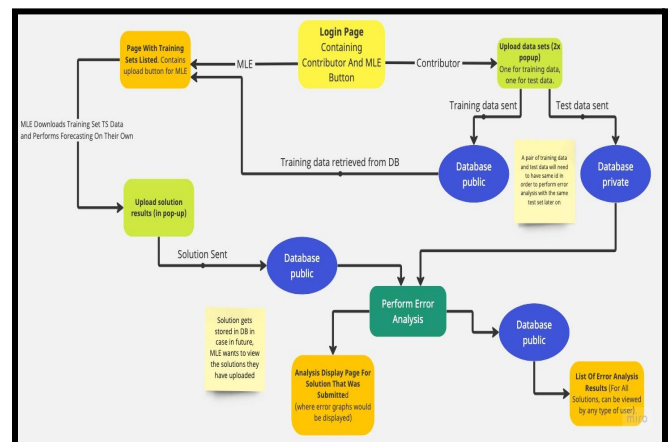 Login Page
Containing
Contributor And MLE
Button
Page With Training
Sets Listed. Contains
upload button for MLE
MLE
Contributor
Upload data sets (2x
popup)
One for training data,
one for test data.
Training data sent
Test data sent
MLE Downloads Training Set TS Data
and Performs Forecasting On Their Own
Training data retrieved from DB
Database
public
A pair of training data
and test data will need
to have same id in
order to perform error
analysis with the same
test set later on
Database
private
Upload solution
results (in pop-up)
Solution Sent
Database
public
Perform Error
Analysis
Solution gets
stored in DB in
case in future,
MLE wants to view
the solutions they
have uploaded
Database
public
Analysis Display Page For
Solution That Was
Submitted
(where error graphs would
be displayed)
List Of Error Analysis
Results (For All
Solutions, can be viewed
by any type of user)
miro